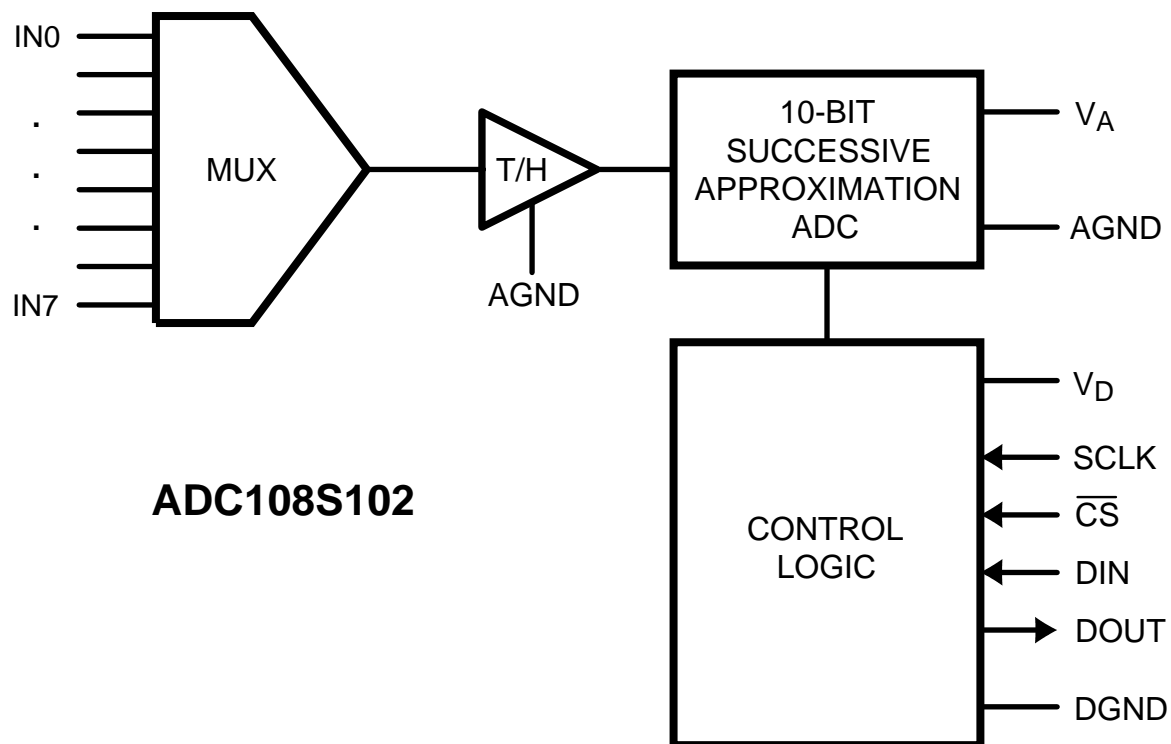 IN0
.
.
.
IN7
MUX
T/H
AGND
10-BIT
SUCCESSIVE
APPROXIMATION
ADC
VA
AGND
ADC108S102
CONTROL
LOGIC
VD
SCLK
C̅S̅
DIN
DOUT
DGND